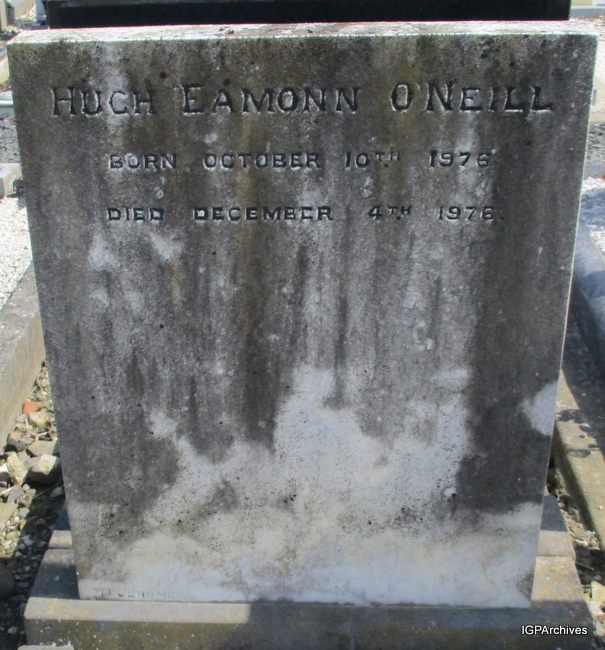 HUGH EAMONN O'NEILL
BORN OCTOBER 10TH 1976
DIED DECEMBER 4TH 1976.
IGPArchives